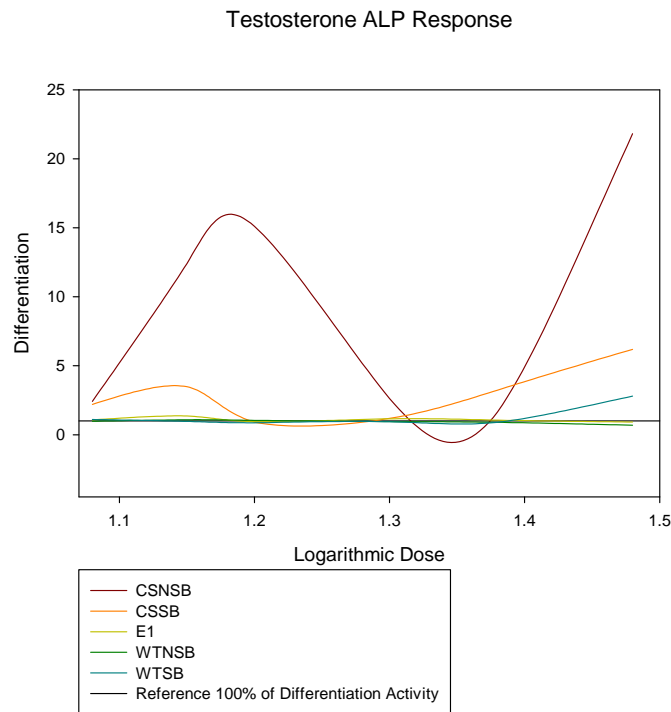 Testosterone ALP Response
25
20
15
10
5
0
Differentiation
1.1 1.2 1.3 1.4 1.5
Logarithmic Dose
CSNSB
CSSB
E1
WTNSB
WTSB
Reference 100% of Differentiation Activity